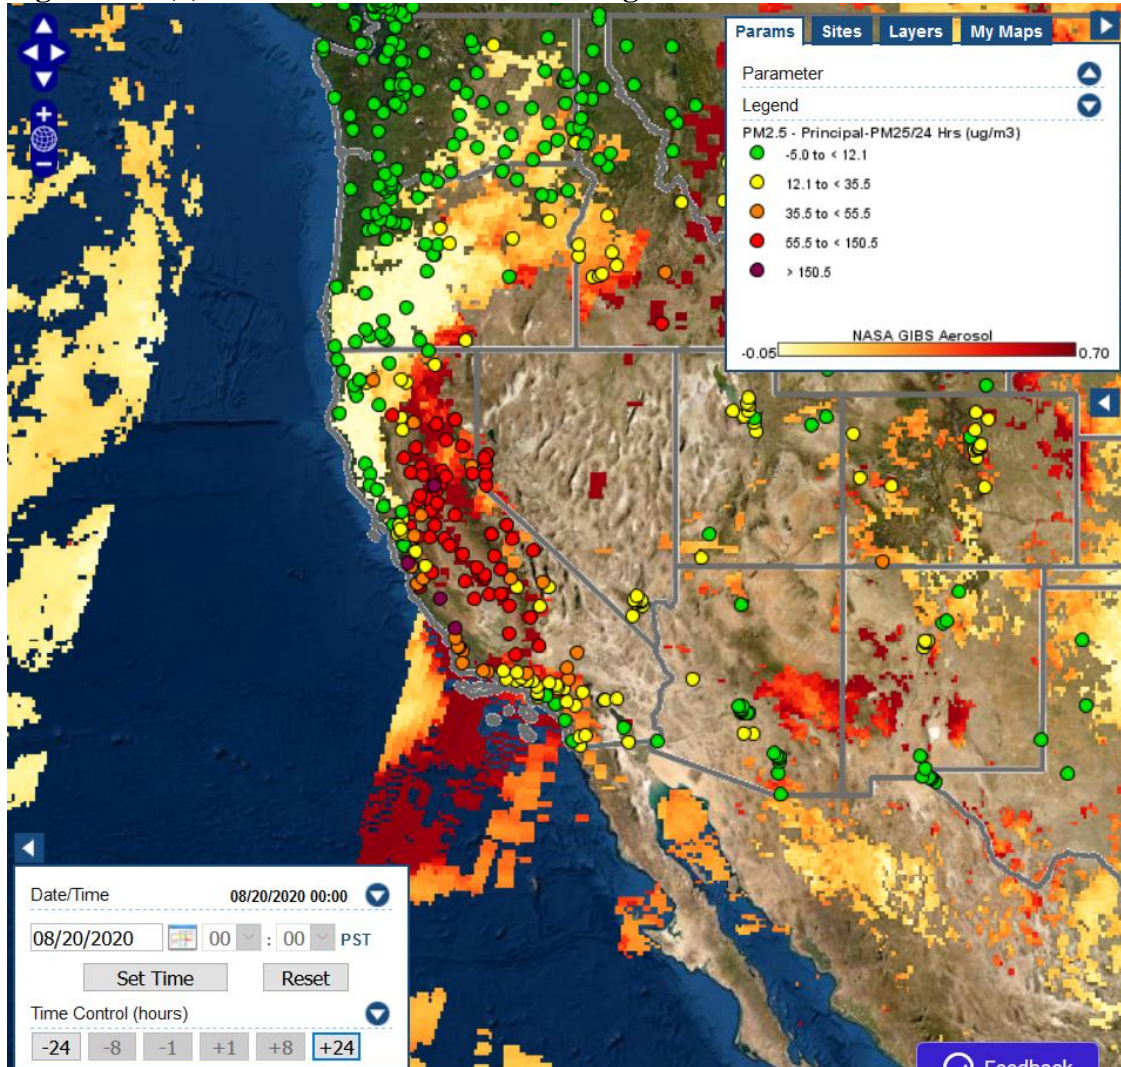 Params Sites Layers My Maps
Parameter
Legend
PM2.5 - Principal-PM25/24 Hrs (ug/m3)
-5.0 to < 12.1
12.1 to < 35.5
35.5 to < 55.5
55.5 to < 150.5
> 150.5
NASA GIBS Aerosol
-0.05 0.70
Date/Time 08/20/2020 00:00
08/20/2020 00 : 00 PST
Set Time Reset
Time Control (hours)
-24 -8 -1 +1 +8 +24
Feedback